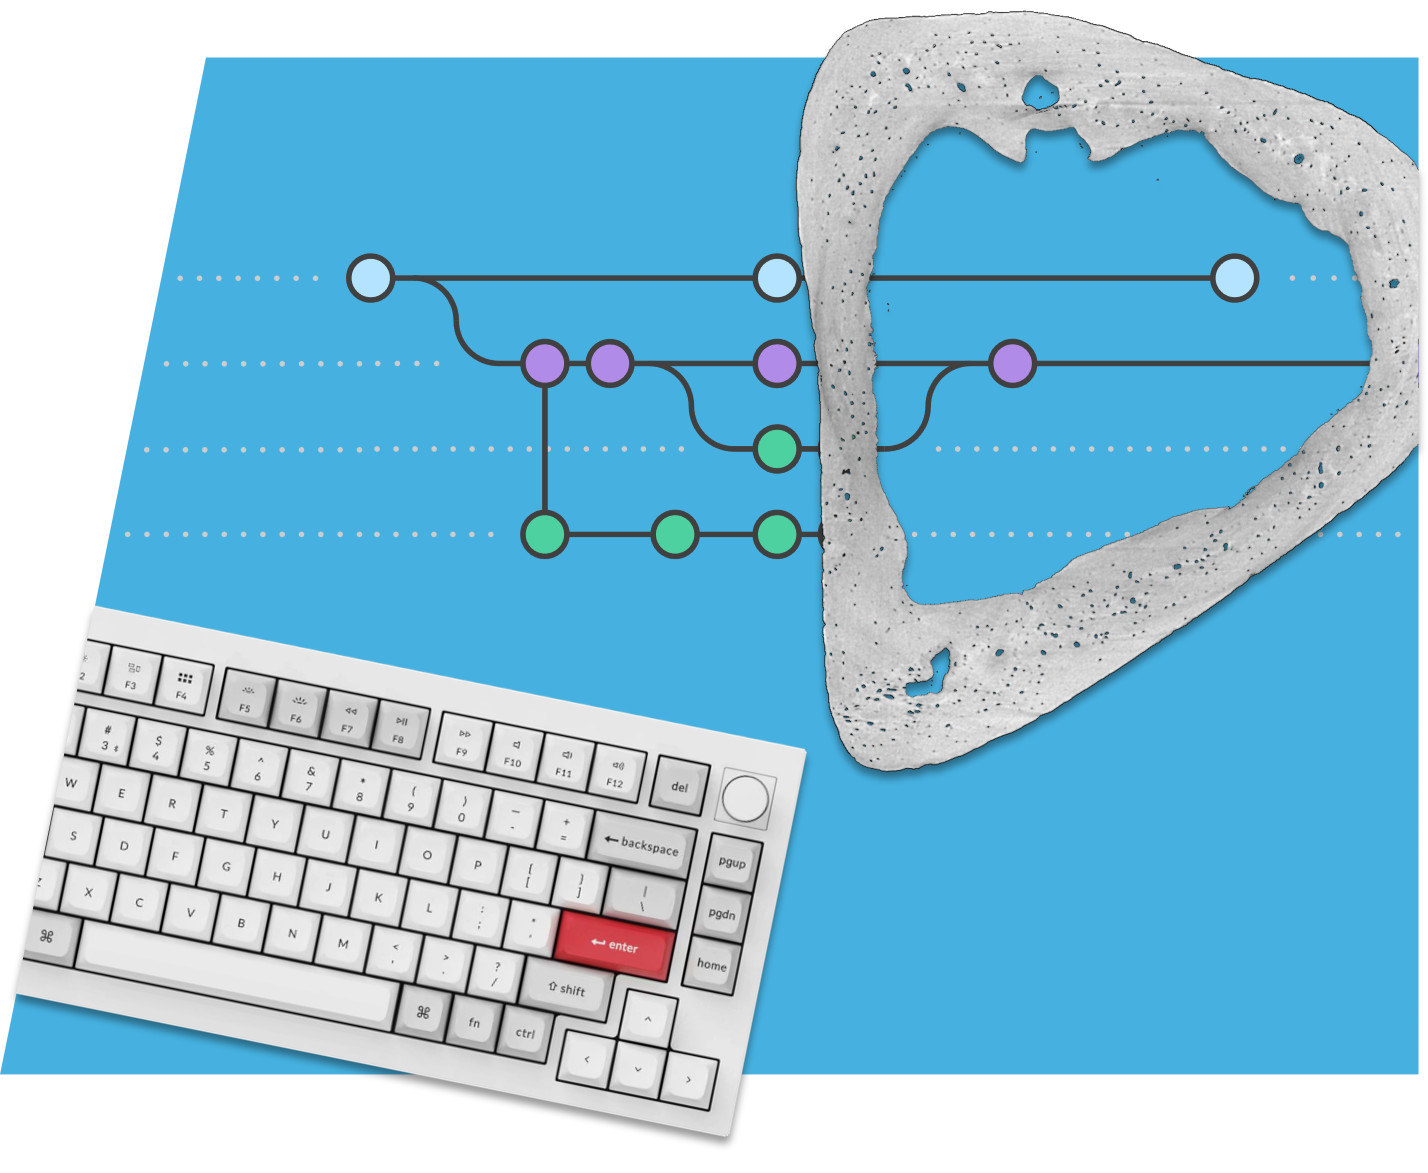 2 F3 F4 F5 F6 F7 F8 F9 F10 F11 F12 del
# 3 $ 4 % 5 ^ 6 & 7 * 8 ( 9 ) 0 — - + = backspace pgup
W E R T Y U I O P { [ } ] | \ pgdn
S D F G H J K L : ; " , enter home
Z X C V B N M < , > . ? / shift ^
⌘ ⌘ fn ctrl < ⌄ >